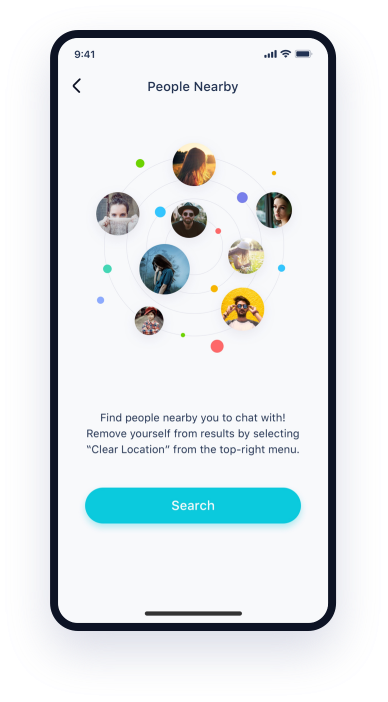 9:41
People Nearby
Find people nearby you to chat with!
Remove yourself from results by selecting
“Clear Location” from the top-right menu.
Search